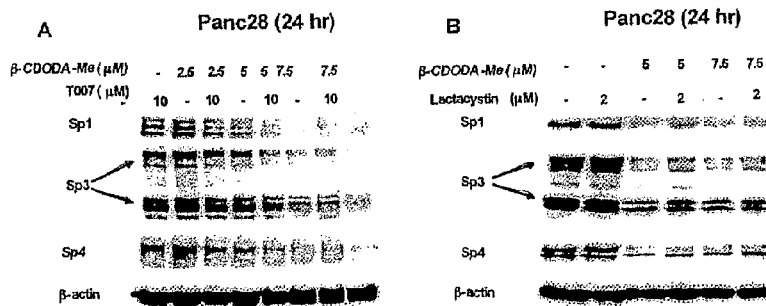 A
Panc28 (24 hr)
β-CDODA-Me (μM) - 2.5 2.5 5 5 7.5 7.5
T007 (μM) 10 - 10 - 10 - 10
Sp1
Sp3
Sp4
β-actin
B
Panc28 (24 hr)
β-CDODA-Me (μM) - - 5 5 7.5 7.5
Lactacystin (μM) - 2 - 2 - 2
Sp1
Sp3
Sp4
β-actin